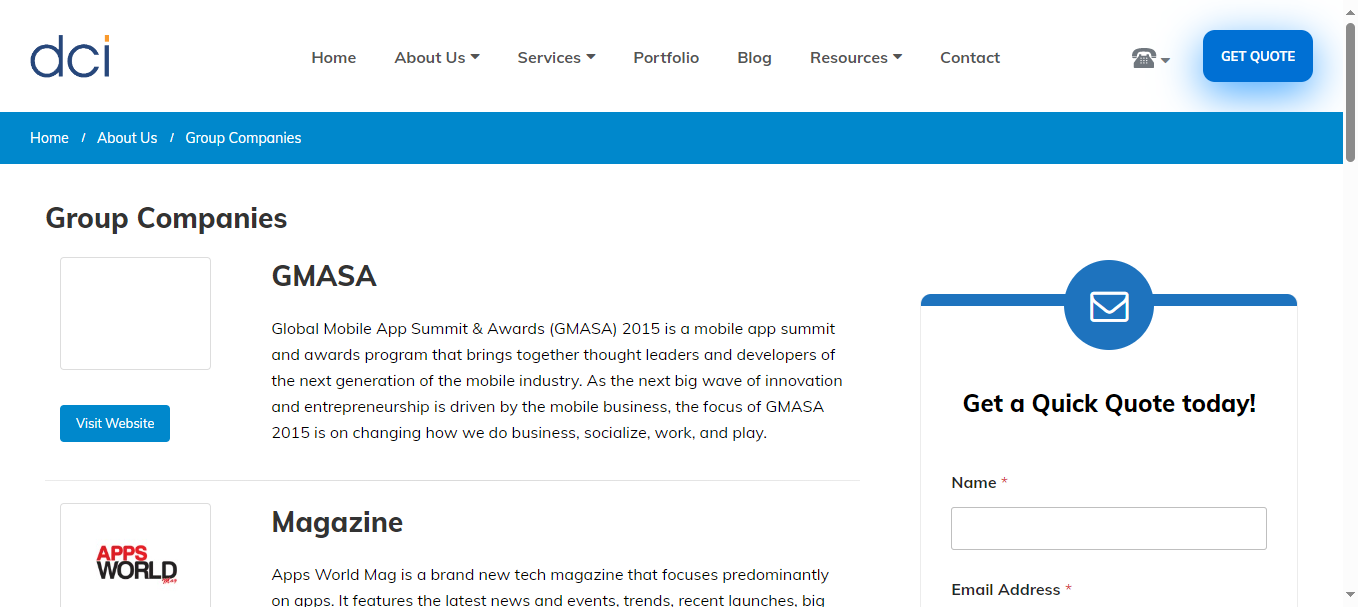 dci
Home
About Us
Services
Portfolio
Blog
Resources
Contact
GET QUOTE
Home / About Us / Group Companies
Group Companies
GMASA
Global Mobile App Summit & Awards (GMASA) 2015 is a mobile app summit
and awards program that brings together thought leaders and developers of
the next generation of the mobile industry. As the next big wave of innovation
and entrepreneurship is driven by the mobile business, the focus of GMASA
2015 is on changing how we do business, socialize, work, and play.
Visit Website
APPS
WORLD
Mag
Magazine
Apps World Mag is a brand new tech magazine that focuses predominantly
on apps. It features the latest news and events, trends, recent launches, big
Get a Quick Quote today!
Name *
Email Address *